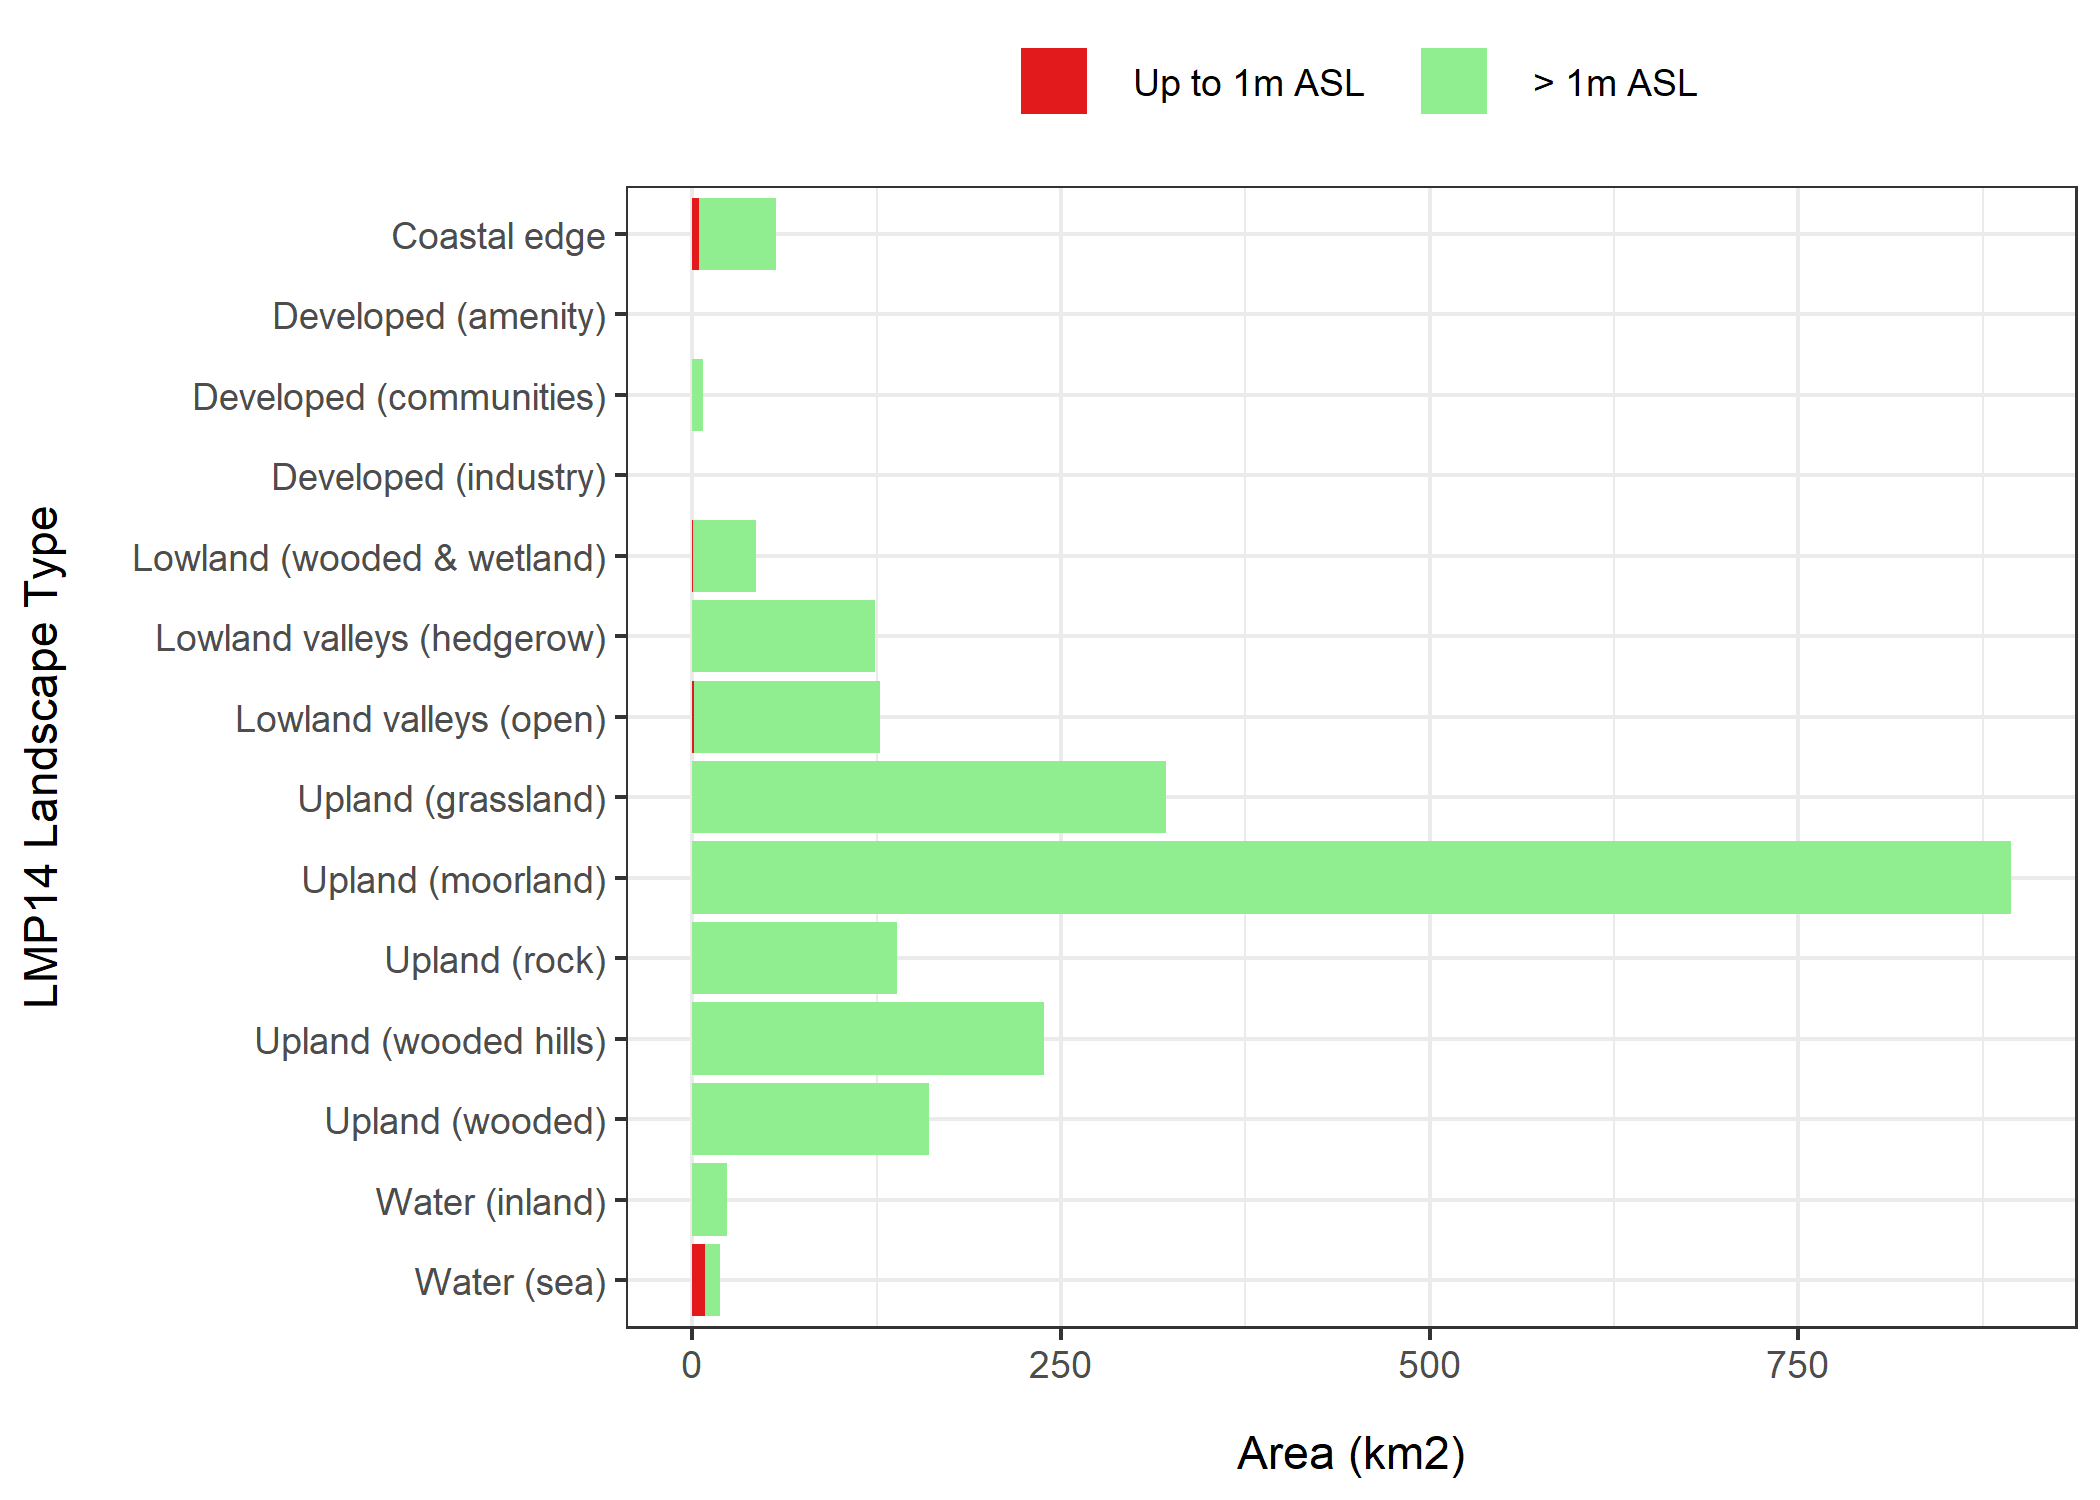 Up to 1m ASL
> 1m ASL
LMP14 Landscape Type
Coastal edge
Developed (amenity)
Developed (communities)
Developed (industry)
Lowland (wooded & wetland)
Lowland valleys (hedgerow)
Lowland valleys (open)
Upland (grassland)
Upland (moorland)
Upland (rock)
Upland (wooded hills)
Upland (wooded)
Water (inland)
Water (sea)
0 250 500 750
Area (km2)